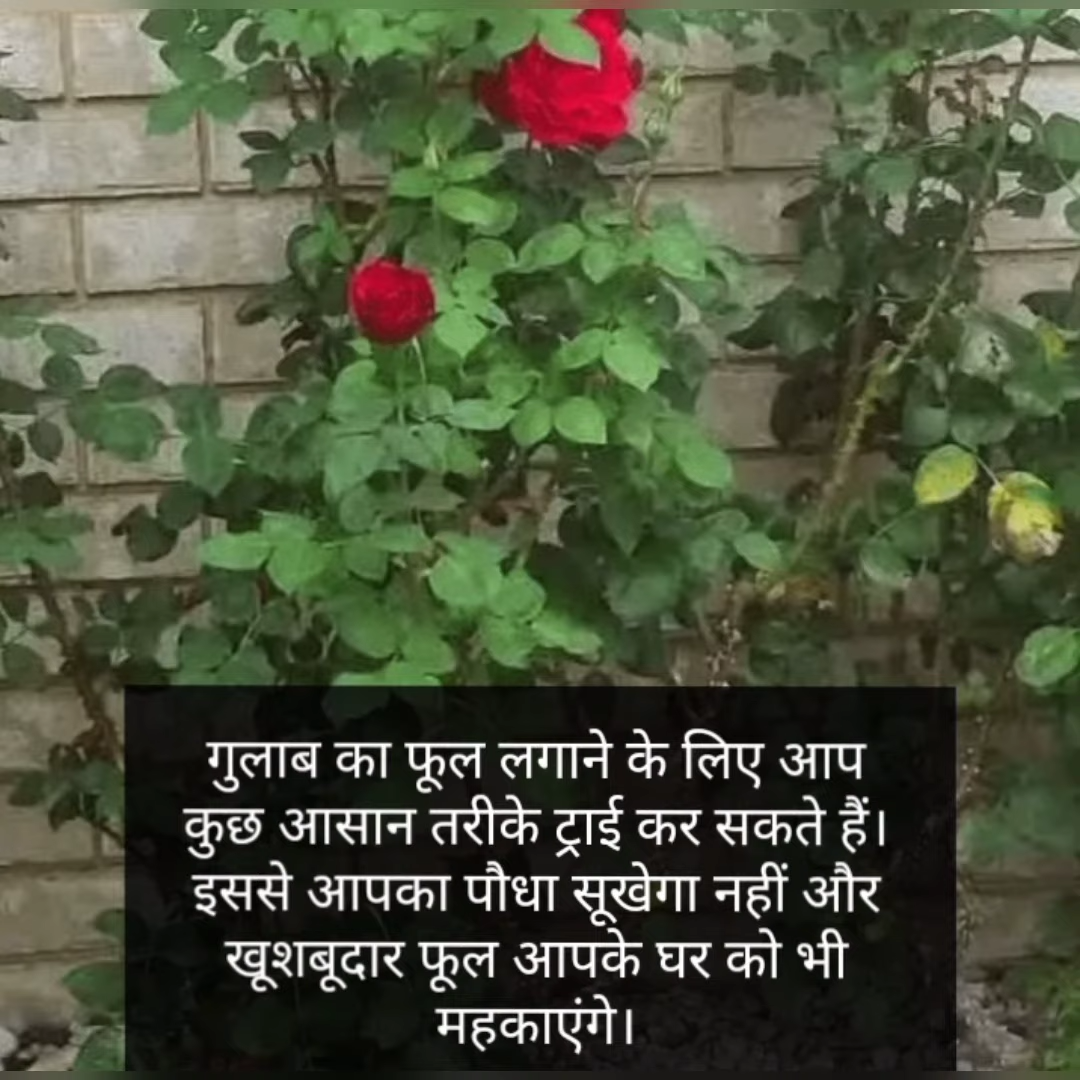 गुलाब का फूल लगाने के लिए आप
कुछ आसान तरीके ट्राई कर सकते हैं।
इससे आपका पौधा सूखेगा नहीं और
खूशबूदार फूल आपके घर को भी
महकाएंगे।